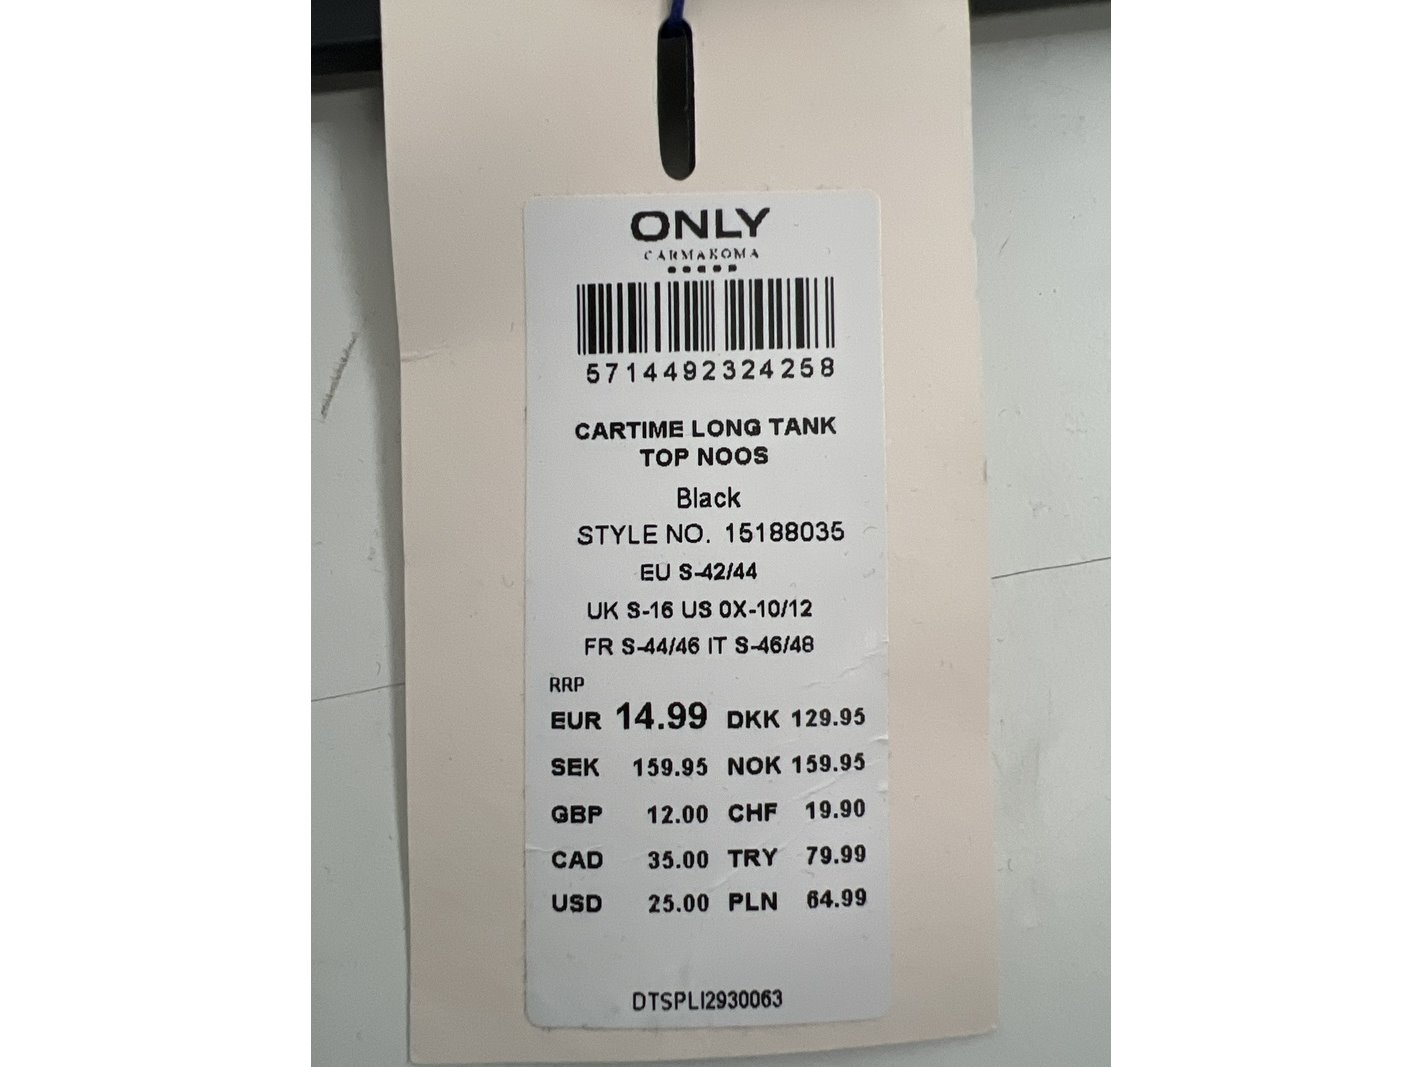 ONLY
CARMAKOMA
5714492324258
CARTIME LONG TANK
TOP NOOS
Black
STYLE NO. 15188035
EU S-42/44
UK S-16 US 0X-10/12
FR S-44/46 IT S-46/48
RRP
EUR 14.99 DKK 129.95
SEK 159.95 NOK 159.95
GBP 12.00 CHF 19.90
CAD 35.00 TRY 79.99
USD 25.00 PLN 64.99
DTSPLI2930063